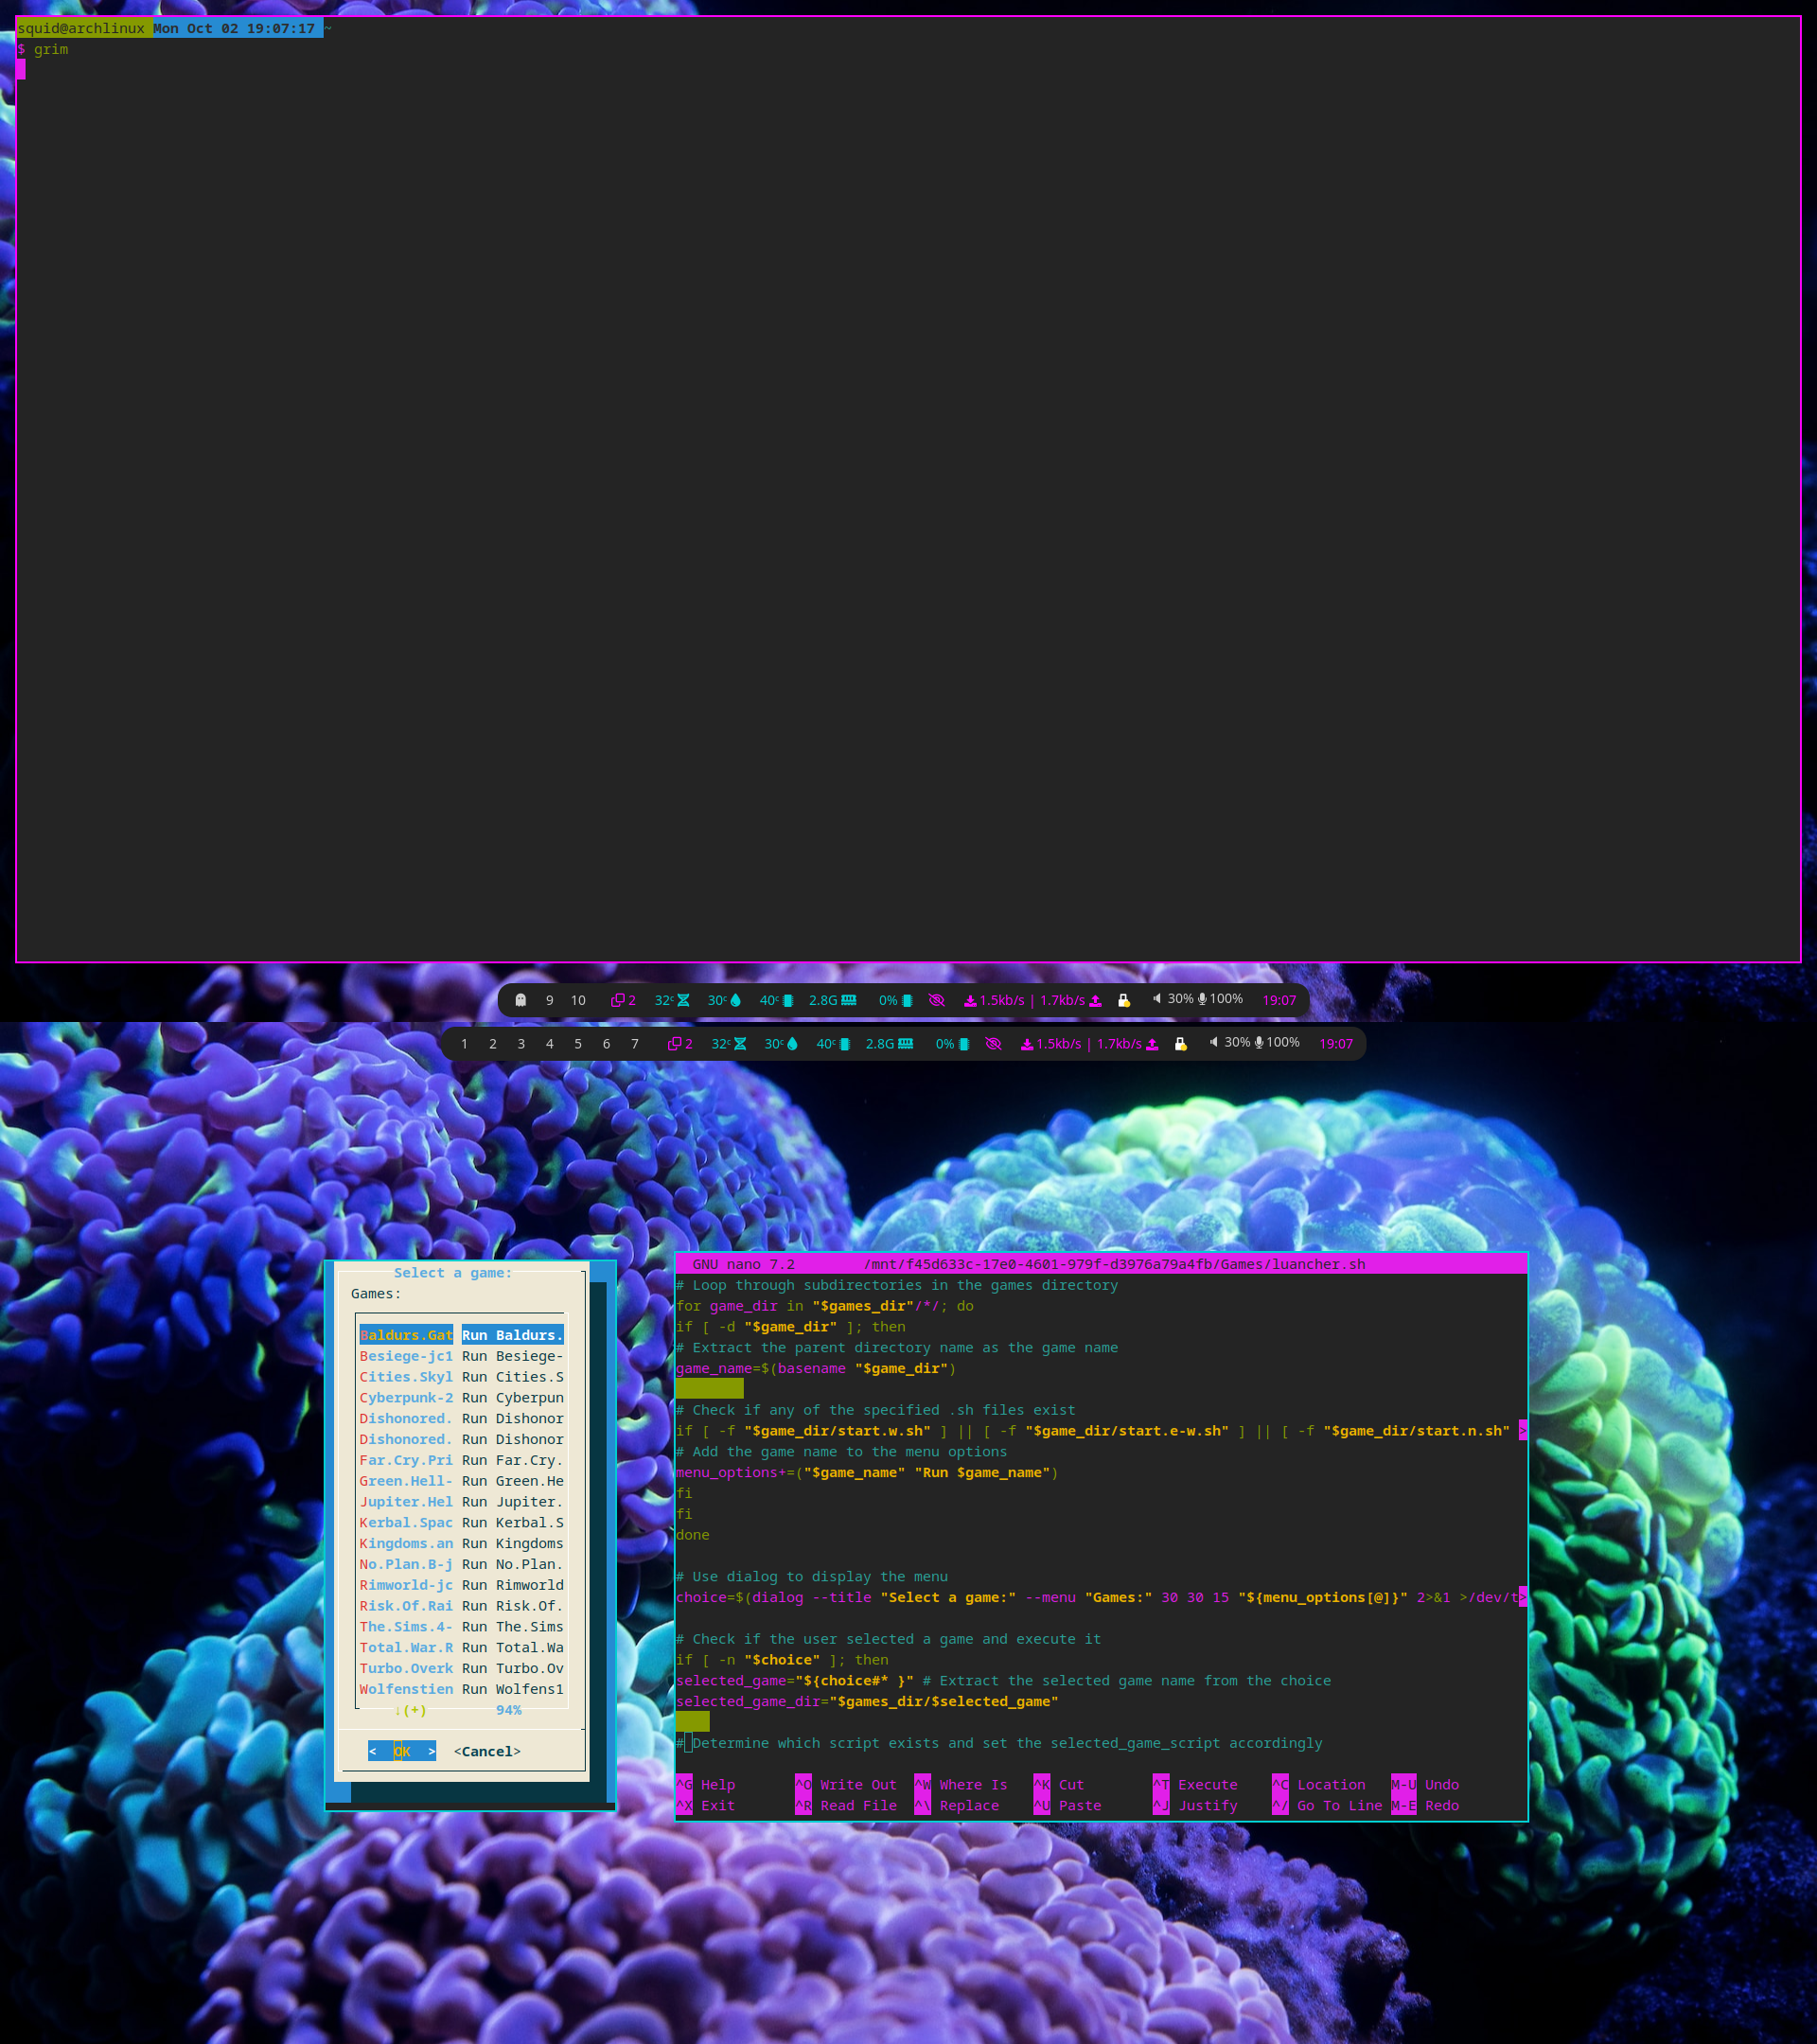 squid@archlinux Mon Oct 02 19:07:17 ~
$ grim
9 10 2 32c 30c 40c 2.8G 0% 1.5kb/s | 1.7kb/s 30% 100% 19:07
1 2 3 4 5 6 7 2 32c 30c 40c 2.8G 0% 1.5kb/s | 1.7kb/s 30% 100% 19:07
Select a game:
Games:
Baldurs.Gat Run Baldurs.
Besiege-jc1 Run Besiege-
Cities.Skyl Run Cities.S
Cyberpunk-2 Run Cyberpun
Dishonored. Run Dishonor
Dishonored. Run Dishonor
Far.Cry.Pri Run Far.Cry.
Green.Hell- Run Green.He
Jupiter.Hel Run Jupiter.
Kerbal.Spac Run Kerbal.S
Kingdoms.an Run Kingdoms
No.Plan.B-j Run No.Plan.
Rimworld-jc Run Rimworld
Risk.Of.Rai Run Risk.Of.
The.Sims.4- Run The.Sims
Total.War.R Run Total.Wa
Turbo.Overk Run Turbo.Ov
Wolfenstien Run Wolfens1
↓(+) 94%
< OK > <Cancel>
GNU nano 7.2 /mnt/f45d633c-17e0-4601-979f-d3976a79a4fb/Games/luancher.sh
# Loop through subdirectories in the games directory
for game_dir in "$games_dir"/*/; do
if [ -d "$game_dir" ]; then
# Extract the parent directory name as the game name
game_name=$(basename "$game_dir")
# Check if any of the specified .sh files exist
if [ -f "$game_dir/start.w.sh" ] || [ -f "$game_dir/start.e-w.sh" ] || [ -f "$game_dir/start.n.sh" >
# Add the game name to the menu options
menu_options+=("$game_name" "Run $game_name")
fi
fi
done
# Use dialog to display the menu
choice=$(dialog --title "Select a game:" --menu "Games:" 30 30 15 "${menu_options[@]}" 2>&1 >/dev/t>
# Check if the user selected a game and execute it
if [ -n "$choice" ]; then
selected_game="${choice#* }" # Extract the selected game name from the choice
selected_game_dir="$games_dir/$selected_game"
# Determine which script exists and set the selected_game_script accordingly
^G Help ^O Write Out ^W Where Is ^K Cut ^T Execute ^C Location M-U Undo
^X Exit ^R Read File ^\ Replace ^U Paste ^J Justify ^/ Go To Line M-E Redo